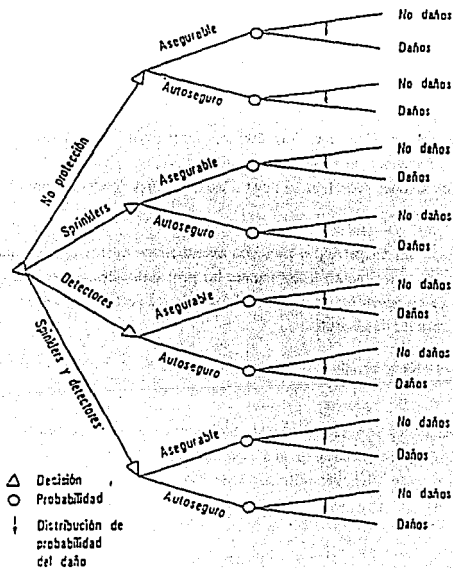 No daños
Asegurable
Daños
Autoseguro
No daños
Daños
No protección
No daños
Asegurable
Daños
Sprinklers
Autoseguro
No daños
Daños
Detectores
No daños
Asegurable
Daños
Autoseguro
No daños
Daños
Spinklers y detectores
No daños
Asegurable
Daños
Autoseguro
No daños
Daños
Decisión
Probabilidad
Distribución de
probabilidad
del daño